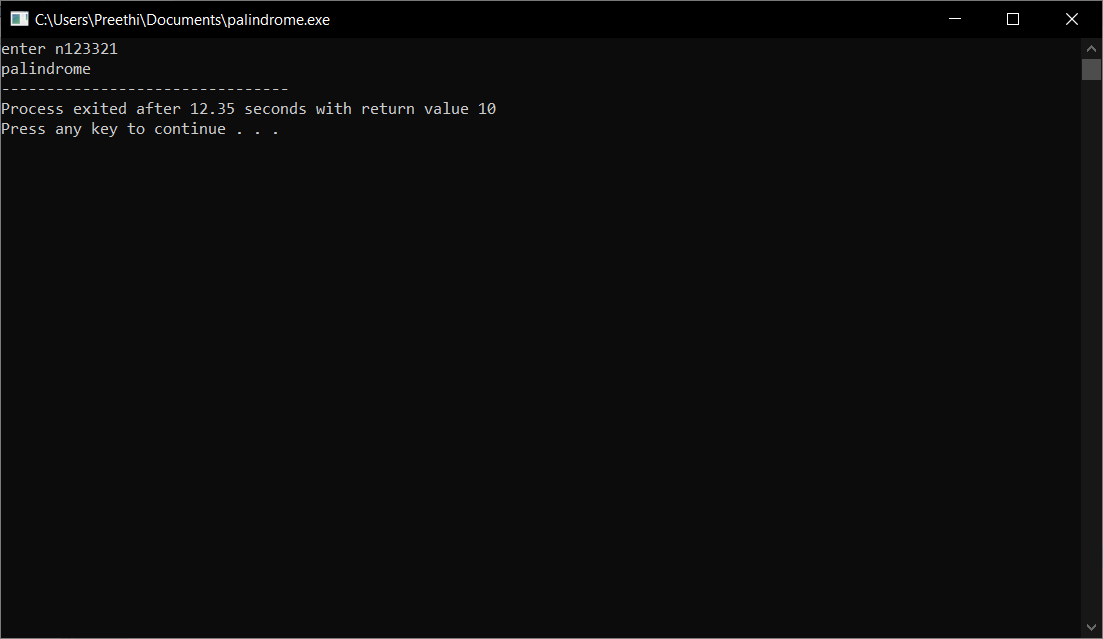 C:\Users\Preethi\Documents\palindrome.exe
enter n123321
palindrome
--------------------------------
Process exited after 12.35 seconds with return value 10
Press any key to continue . . .